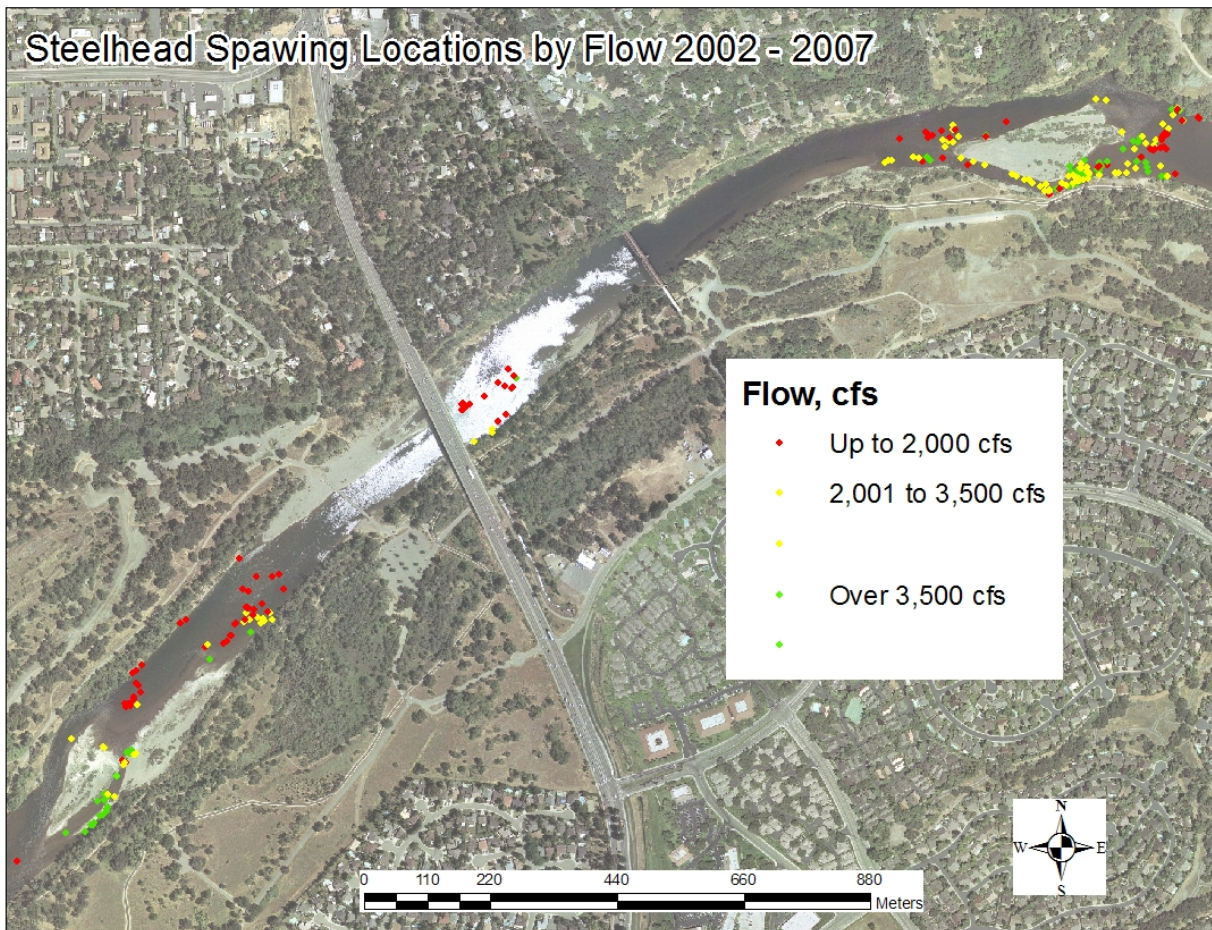 Steelhead Spawing Locations by Flow 2002 - 2007
Flow, cfs
Up to 2,000 cfs
2,001 to 3,500 cfs
Over 3,500 cfs
N
W E
S
0 110 220 440 660 880
Meters